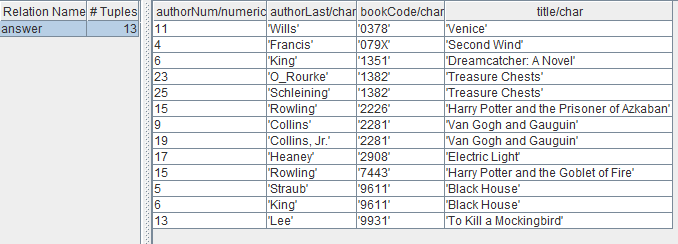 Relation Name # Tuples authorNum/numeric authorLast/char bookCode/char title/char
answer 13 11 'Wills' '0378' 'Venice'
4 'Francis' '079X' 'Second Wind'
6 'King' '1351' 'Dreamcatcher: A Novel'
23 'O_Rourke' '1382' 'Treasure Chests'
25 'Schleining' '1382' 'Treasure Chests'
15 'Rowling' '2226' 'Harry Potter and the Prisoner of Azkaban'
9 'Collins' '2281' 'Van Gogh and Gauguin'
19 'Collins, Jr.' '2281' 'Van Gogh and Gauguin'
17 'Heaney' '2908' 'Electric Light'
15 'Rowling' '7443' 'Harry Potter and the Goblet of Fire'
5 'Straub' '9611' 'Black House'
6 'King' '9611' 'Black House'
13 'Lee' '9931' 'To Kill a Mockingbird'